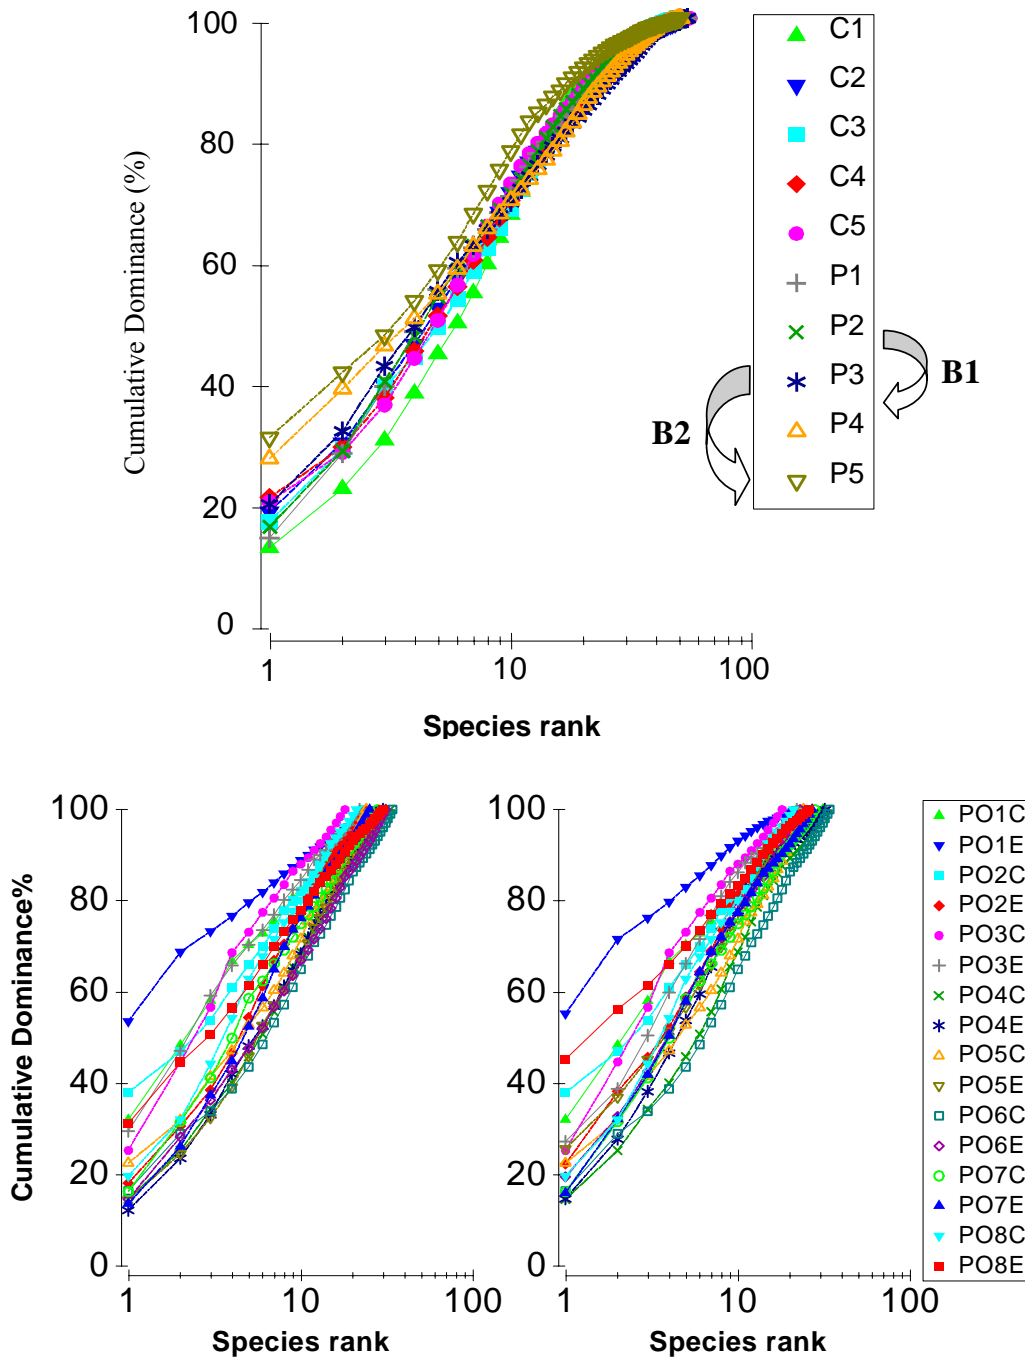 100
80
60
40
20
0
Cumulative Dominance (%)
1
10
100
Species rank
C1
C2
C3
C4
C5
P1
P2
P3
P4
P5
B1
B2
100
80
60
40
20
0
Cumulative Dominance%
1
10
100
Species rank
100
80
60
40
20
0
1
10
100
Species rank
PO1C
PO1E
PO2C
PO2E
PO3C
PO3E
PO4C
PO4E
PO5C
PO5E
PO6C
PO6E
PO7C
PO7E
PO8C
PO8E